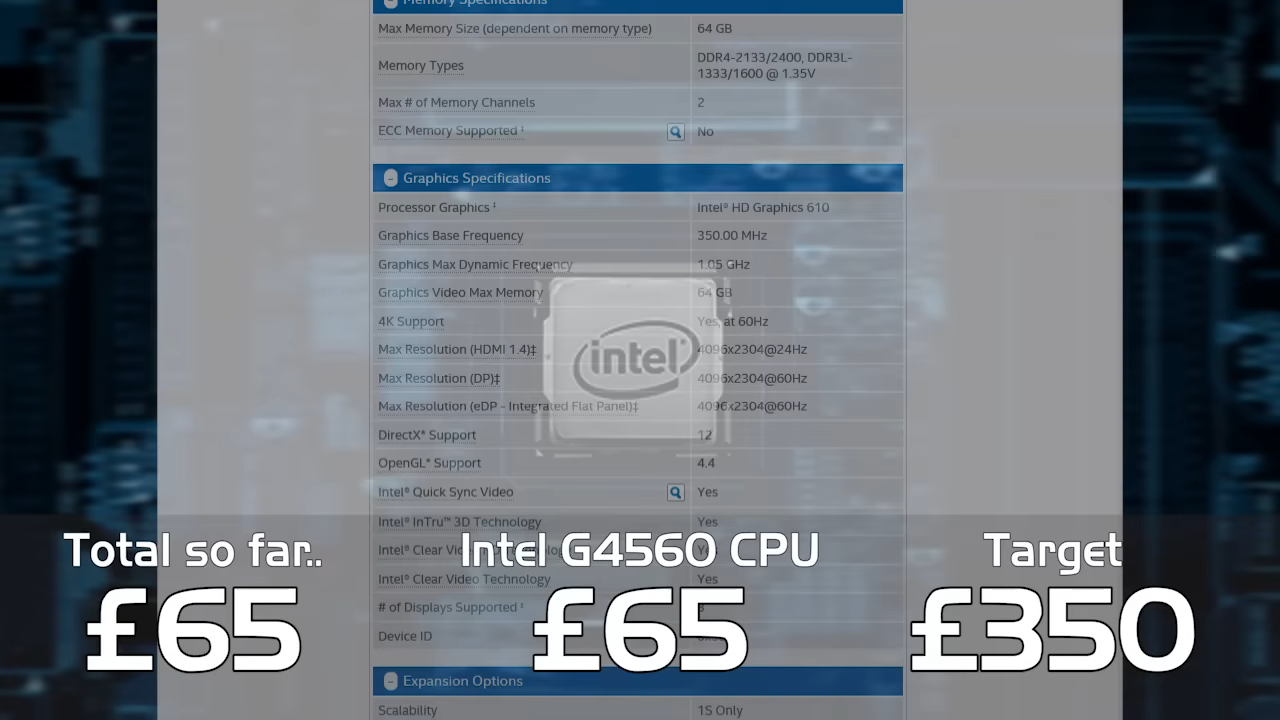 Memory Specifications
Max Memory Size (dependent on memory type) 64 GB
Memory Types DDR4-2133/2400, DDR3L-
1333/1600 @ 1.35V
Max # of Memory Channels 2
ECC Memory Supported ‡ No
Graphics Specifications
Processor Graphics ‡ Intel® HD Graphics 610
Graphics Base Frequency 350.00 MHz
Graphics Max Dynamic Frequency 1.05 GHz
Graphics Video Max Memory 64 GB
4K Support Yes, at 60Hz
Max Resolution (HDMI 1.4)‡ 4096x2304@24Hz
intel®
Max Resolution (DP)‡ 4096x2304@60Hz
Max Resolution (eDP - Integrated Flat Panel)‡ 4096x2304@60Hz
DirectX* Support 12
OpenGL* Support 4.4
Intel® Quick Sync Video Yes
Intel® InTru™ 3D Technology Yes
Intel® Clear
Intel® Clear Video Technology Yes
# of Displays Supported ‡
Device ID
Total so far.. Intel G4560 CPU Target
£65 £65 £350
Expansion Options
Scalability 1S Only